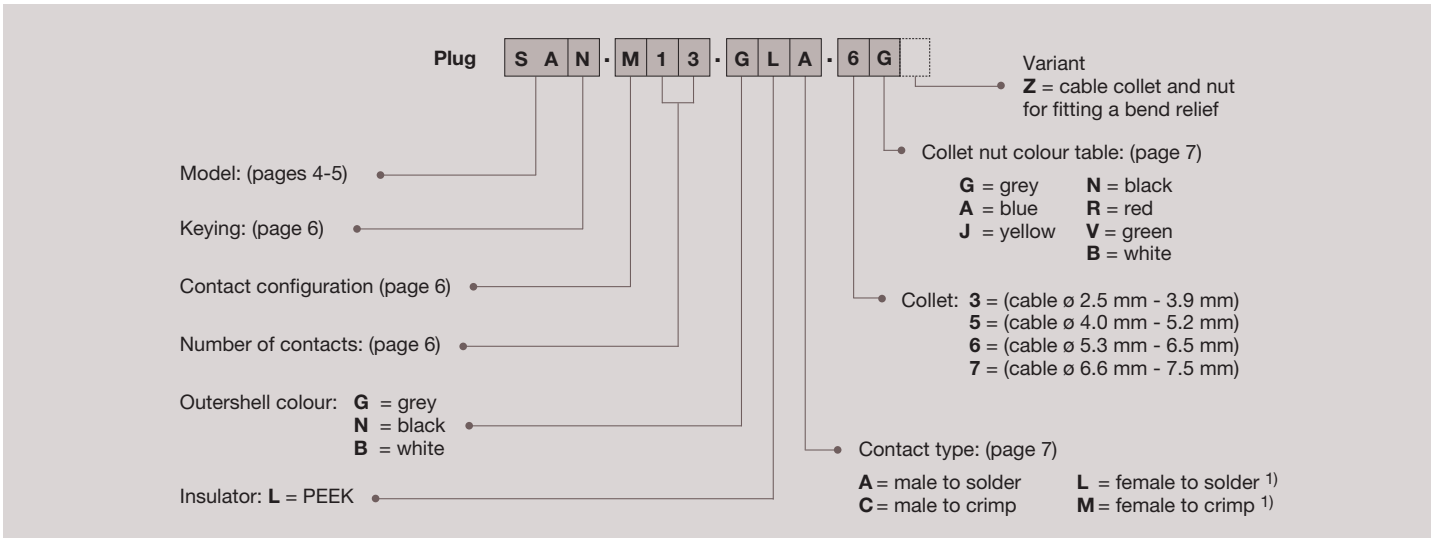 Plug SAN · M13 · GLA · 6G
Variant
Z = cable collet and nut
for fitting a bend relief
Collet nut colour table: (page 7)
G = grey N = black
A = blue R = red
J = yellow V = green
B = white
Model: (pages 4-5)
Keying: (page 6)
Contact configuration (page 6)
Number of contacts: (page 6)
Collet: 3 = (cable ø 2.5 mm - 3.9 mm)
5 = (cable ø 4.0 mm - 5.2 mm)
6 = (cable ø 5.3 mm - 6.5 mm)
7 = (cable ø 6.6 mm - 7.5 mm)
Outershell colour: G = grey
N = black
B = white
Insulator: L = PEEK
Contact type: (page 7)
A = male to solder L = female to solder 1)
C = male to crimp M = female to crimp 1)